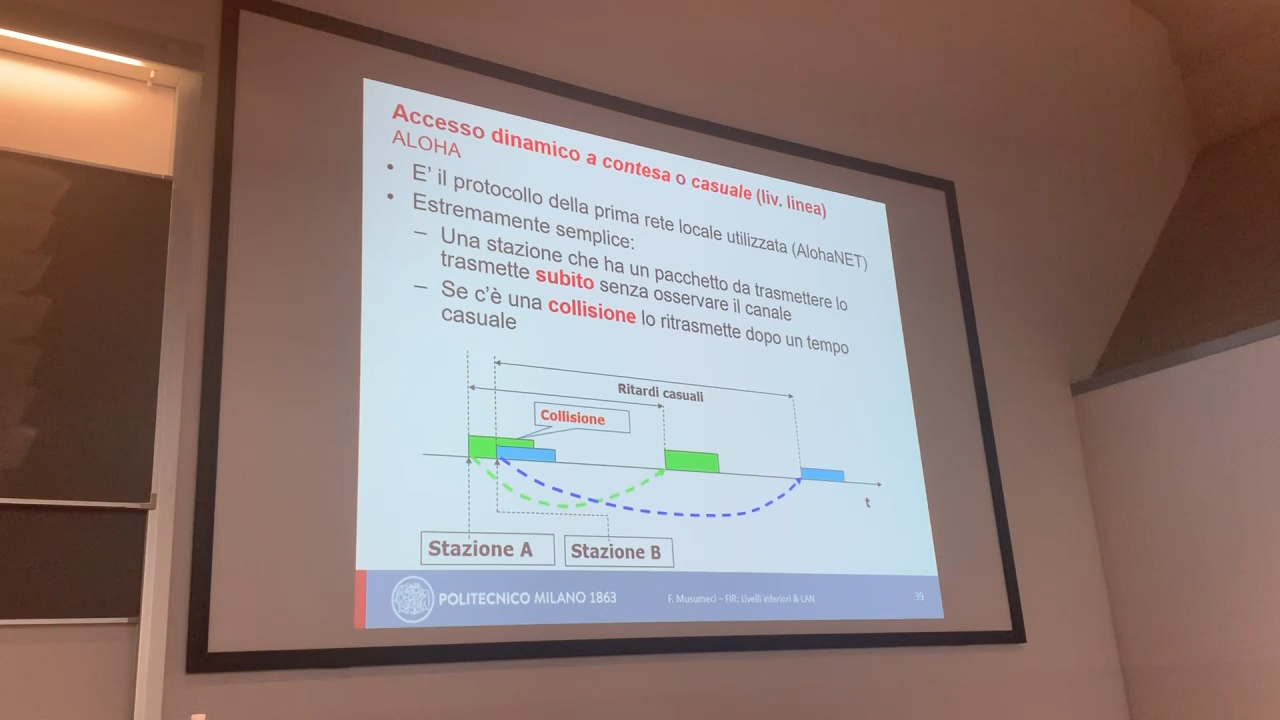 Accesso dinamico a contesa o casuale (liv. linea)
ALOHA
• E' il protocollo della prima rete locale utilizzata (AlohaNET)
• Estremamente semplice:
– Una stazione che ha un pacchetto da trasmettere lo
trasmette subito senza osservare il canale
– Se c'è una collisione lo ritrasmette dopo un tempo
casuale
Ritardi casuali
Collisione
t
Stazione A
Stazione B
POLITECNICO MILANO 1863
F. Musumeci – FIR: Livelli inferiori & LAN
39